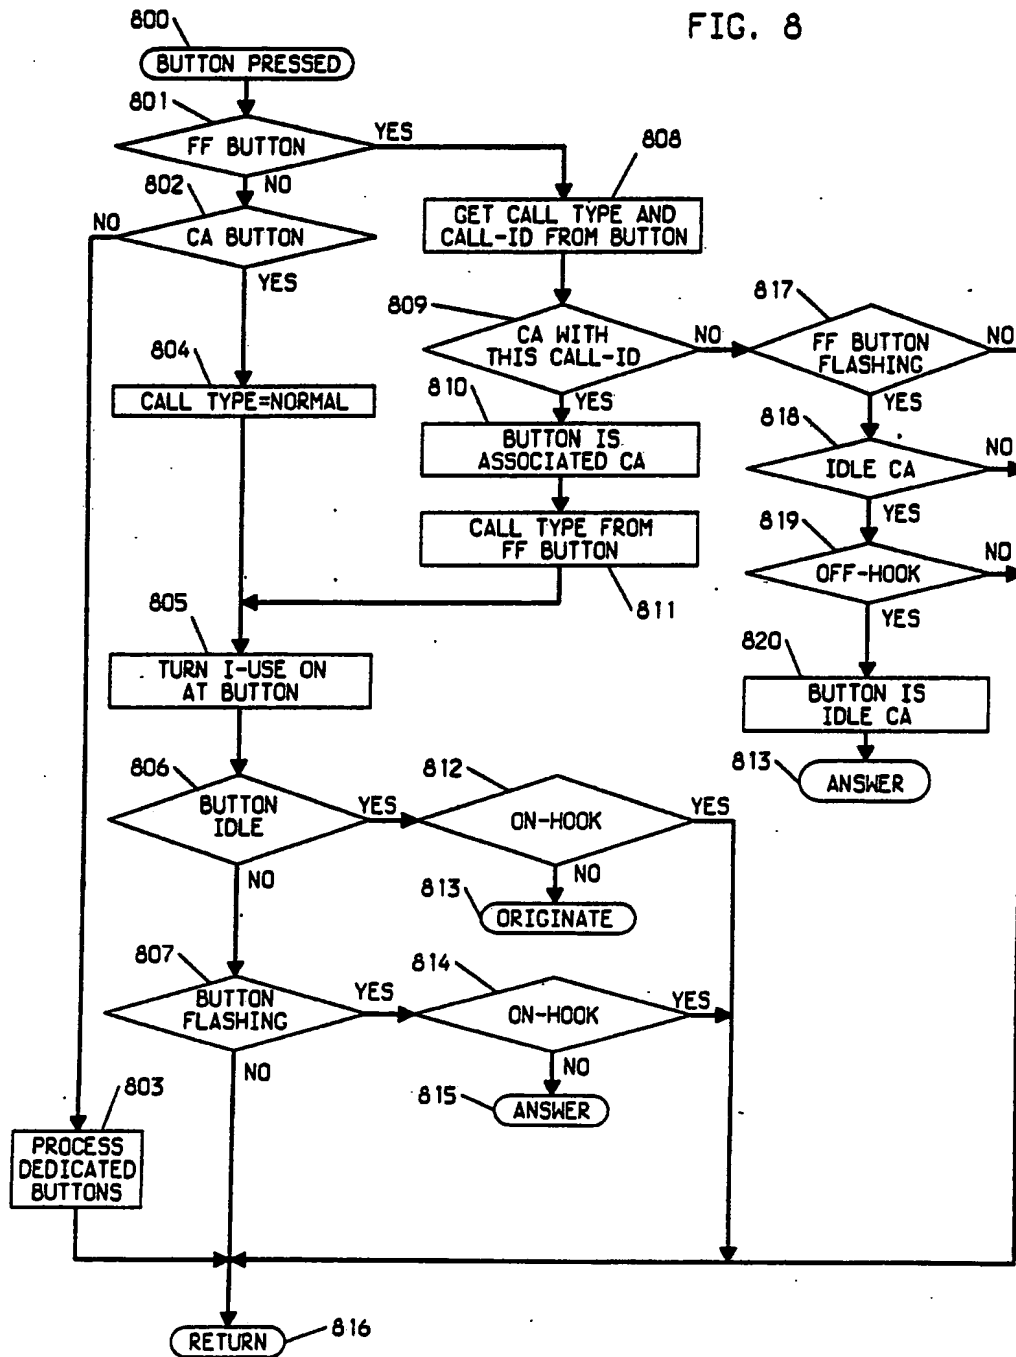 FIG. 8
800
BUTTON PRESSED
801
FF BUTTON
YES
NO
802
NO
CA BUTTON
YES
808
GET CALL TYPE AND
CALL-ID FROM BUTTON
804
CALL TYPE=NORMAL
809
CA WITH
THIS CALL-ID
NO
YES
817
FF BUTTON
FLASHING
NO
YES
810
BUTTON IS
ASSOCIATED CA
818
IDLE CA
NO
YES
CALL TYPE FROM
FF BUTTON
811
819
OFF-HOOK
NO
YES
805
TURN I-USE ON
AT BUTTON
820
BUTTON IS
IDLE CA
813
ANSWER
806
BUTTON
IDLE
YES
NO
812
ON-HOOK
YES
NO
813
ORIGINATE
807
BUTTON
FLASHING
YES
NO
814
ON-HOOK
YES
NO
815
ANSWER
803
PROCESS
DEDICATED
BUTTONS
RETURN
816